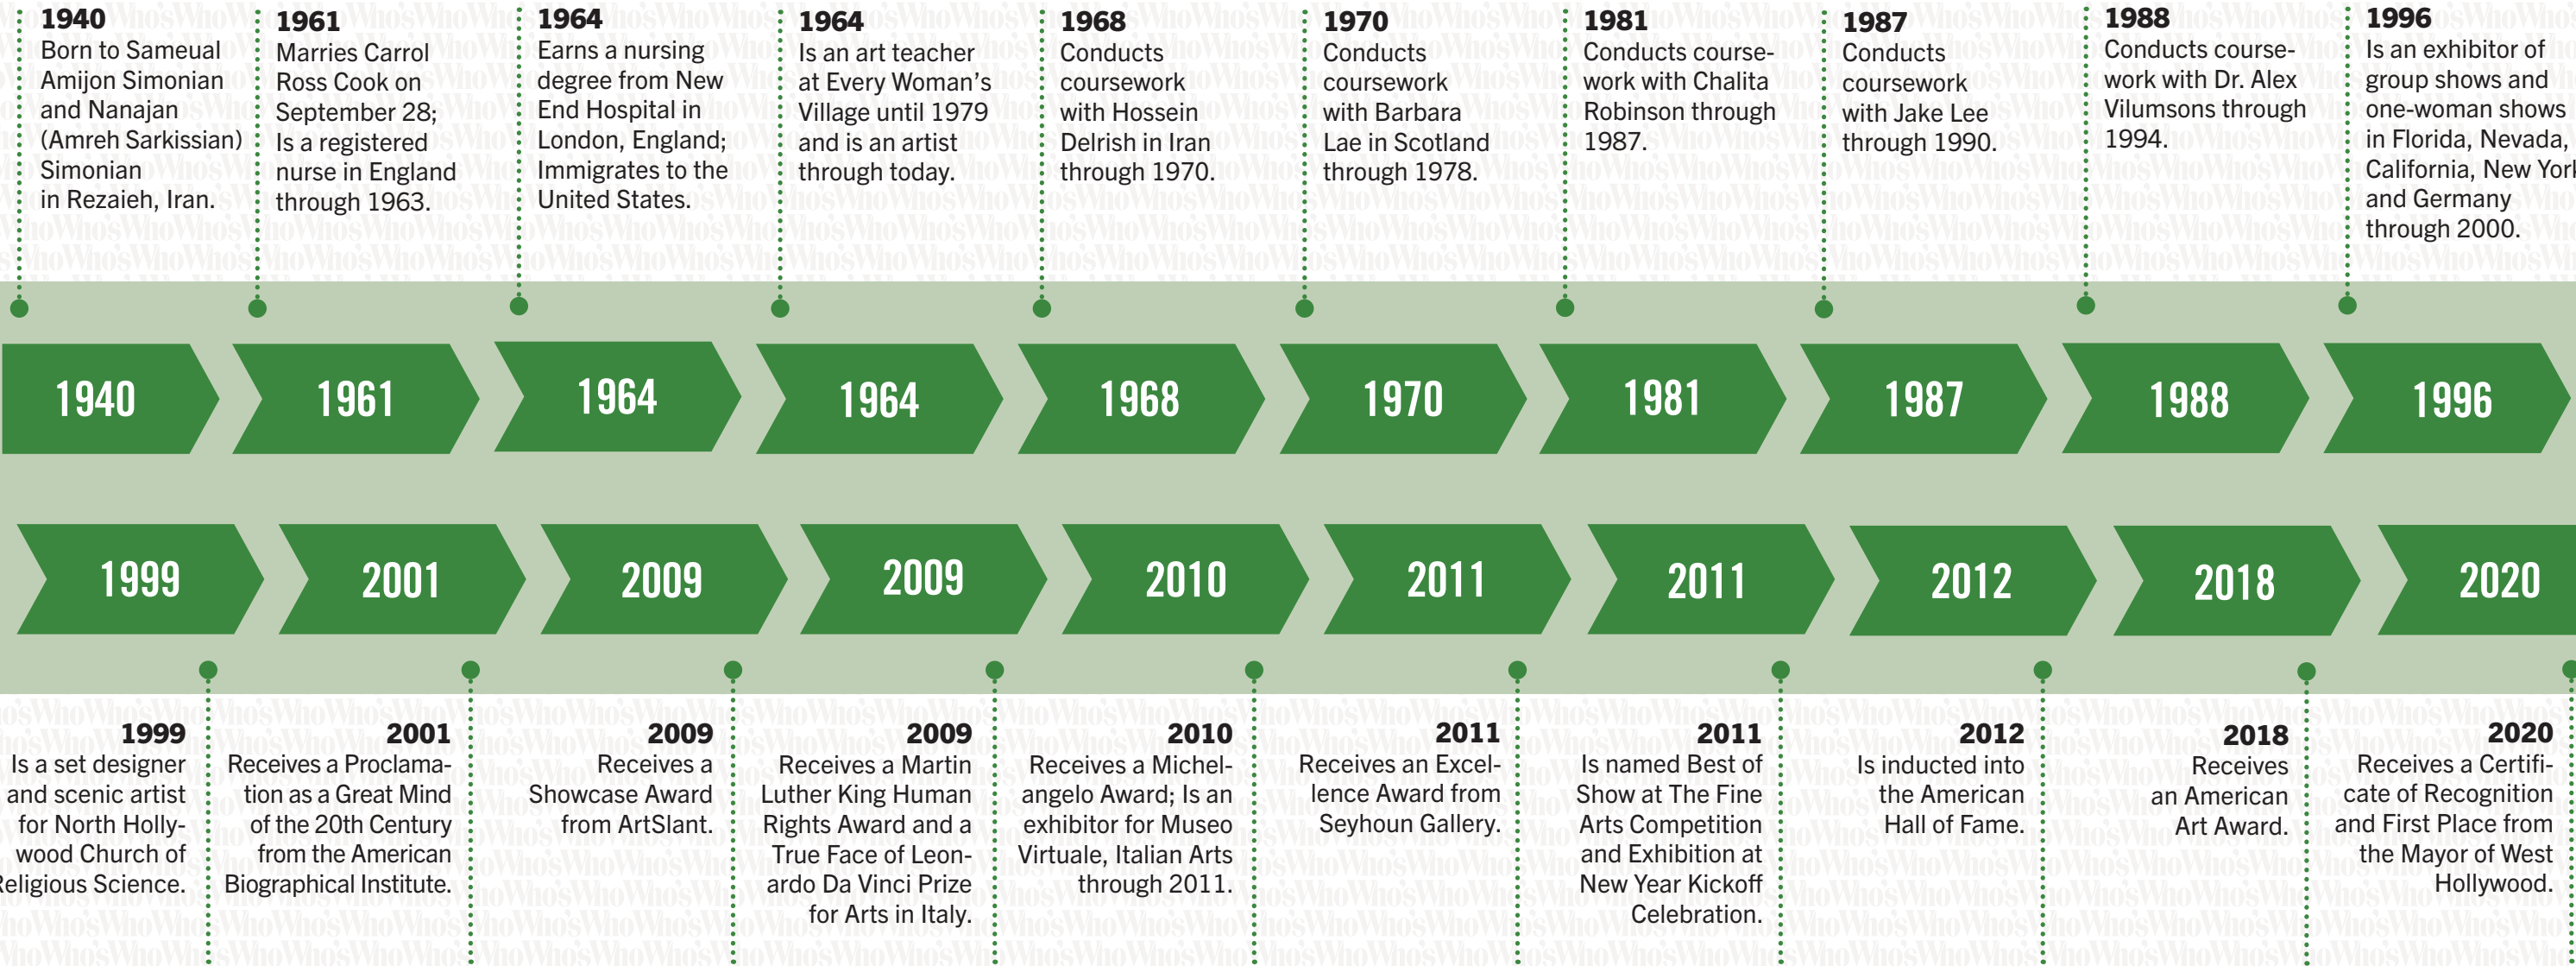 1940
Born to Sameual
Amijon Simonian
and Nanajan
(Amreh Sarkissian)
Simonian
in Rezaieh, Iran.
1961
Marries Carrol
Ross Cook on
September 28;
Is a registered
nurse in England
through 1963.
1964
Earns a nursing
degree from New
End Hospital in
London, England;
Immigrates to the
United States.
1964
Is an art teacher
at Every Woman's
Village until 1979
and is an artist
through today.
1968
Conducts
coursework
with Hossein
Delrish in Iran
through 1970.
1970
Conducts
coursework
with Barbara
Lae in Scotland
through 1978.
1981
Conducts course-
work with Chalita
Robinson through
1987.
1987
Conducts
coursework
with Jake Lee
through 1990.
1988
Conducts course-
work with Dr. Alex
Vilumsons through
1994.
1996
Is an exhibitor of
group shows and
one-woman shows
in Florida, Nevada,
California, New York
and Germany
through 2000.
1940
1961
1964
1964
1968
1970
1981
1987
1988
1996
1999
2001
2009
2009
2010
2011
2011
2012
2018
2020
1999
Is a set designer
and scenic artist
for North Holly-
wood Church of
Religious Science.
2001
Receives a Proclama-
tion as a Great Mind
of the 20th Century
from the American
Biographical Institute.
2009
Receives a
Showcase Award
from ArtSlant.
2009
Receives a Martin
Luther King Human
Rights Award and a
True Face of Leon-
ardo Da Vinci Prize
for Arts in Italy.
2010
Receives a Michel-
angelo Award; Is an
exhibitor for Museo
Virtuale, Italian Arts
through 2011.
2011
Receives an Excel-
lence Award from
Seyhoun Gallery.
2011
Is named Best of
Show at The Fine
Arts Competition
and Exhibition at
New Year Kickoff
Celebration.
2012
Is inducted into
the American
Hall of Fame.
2018
Receives
an American
Art Award.
2020
Receives a Certifi-
cate of Recognition
and First Place from
the Mayor of West
Hollywood.